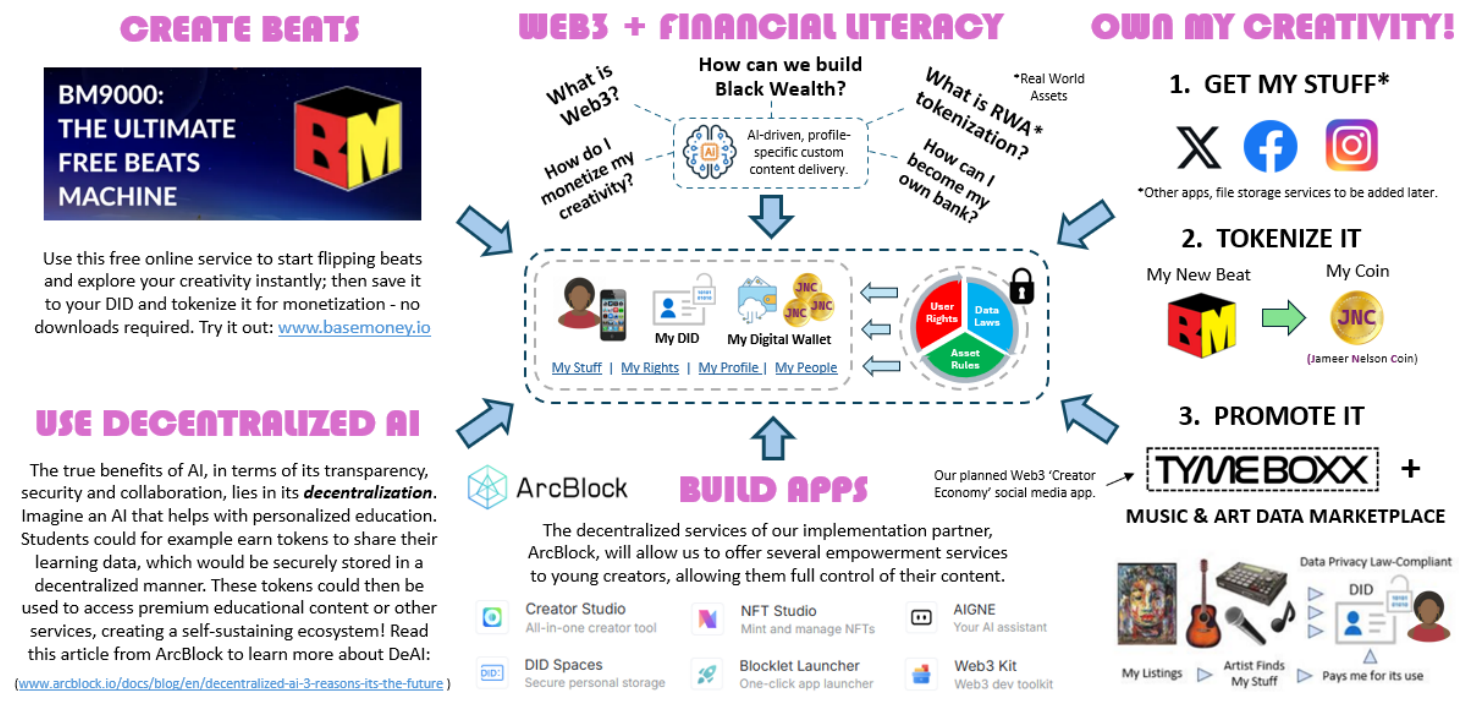 CREATE BEATS
BM9000:
THE ULTIMATE
FREE BEATS
MACHINE
BM
Use this free online service to start flipping beats
and explore your creativity instantly; then save it
to your DID and tokenize it for monetization - no
downloads required. Try it out: www.basemoney.io
USE DECENTRALIZED AI
The true benefits of AI, in terms of its transparency,
security and collaboration, lies in its decentralization.
Imagine an AI that helps with personalized education.
Students could for example earn tokens to share their
learning data, which would be securely stored in a
decentralized manner. These tokens could then be
used to access premium educational content or other
services, creating a self-sustaining ecosystem! Read
this article from ArcBlock to learn more about DeAI:
(www.arcblock.io/docs/blog/en/decentralized-ai-3-reasons-its-the-future )
WEB3 + FINANCIAL LITERACY
What is
Web3?
How can we build
Black Wealth?
What is RWA*
tokenization?
*Real World
Assets
How do I
monetize my
creativity?
AI
AI-driven, profile-
specific custom
content delivery.
How can I
become my
own bank?
My DID
JNC
JNC
JNC
My Digital Wallet
My Stuff | My Rights | My Profile | My People
User
Rights
Data
Laws
Asset
Rules
ArcBlock
BUILD APPS
The decentralized services of our implementation partner,
ArcBlock, will allow us to offer several empowerment services
to young creators, allowing them full control of their content.
Creator Studio
All-in-one creator tool
NFT Studio
Mint and manage NFTs
AIGNE
Your AI assistant
DID:
DID Spaces
Secure personal storage
Blocklet Launcher
One-click app launcher
Web3 Kit
Web3 dev toolkit
OWN MY CREATIVITY!
1. GET MY STUFF*
*Other apps, file storage services to be added later.
2. TOKENIZE IT
My New Beat
My Coin
BM
JNC
(Jameer Nelson Coin)
3. PROMOTE IT
Our planned Web3 ‘Creator
Economy’ social media app.
TYMEBOXX +
MUSIC & ART DATA MARKETPLACE
Data Privacy Law-Compliant
DID
My Listings
Artist Finds
My Stuff
Pays me for its use